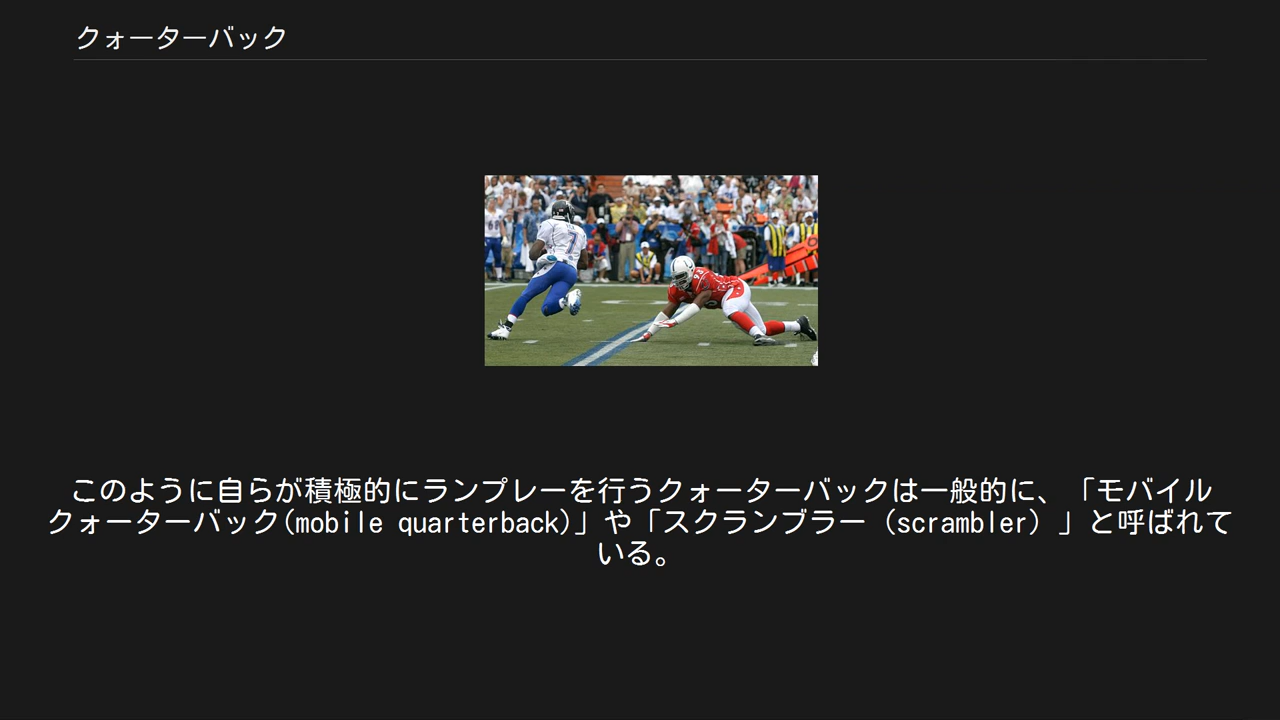 クォーターバック
7
93
このように自らが積極的にランプレーを行うクォーターバックは一般的に、「モバイル
クォーターバック(mobile quarterback)」や「スクランブラー（scrambler）」と呼ばれて
いる。